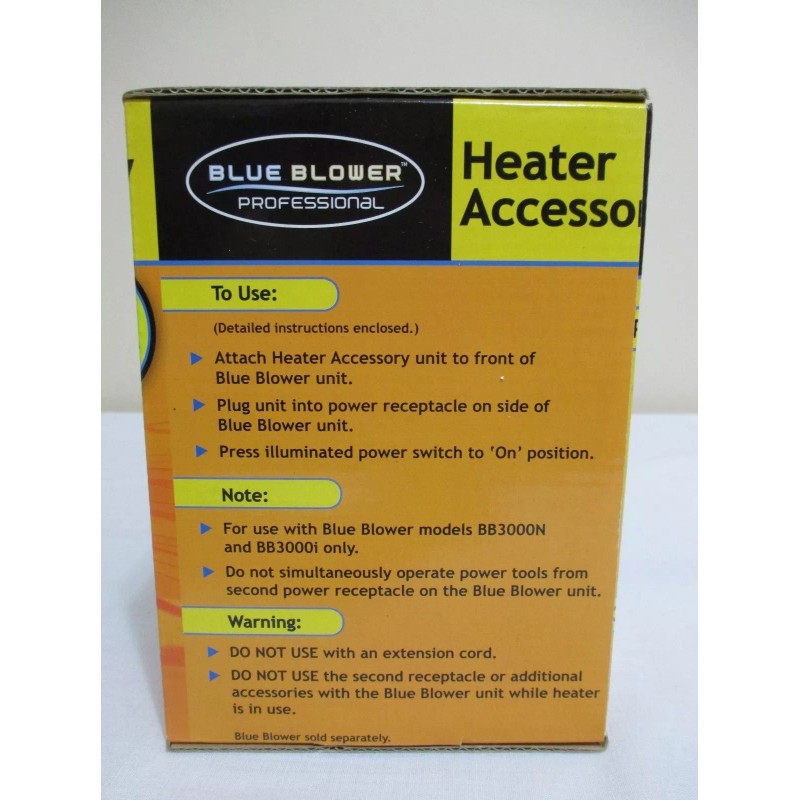 BLUE BLOWER™
PROFESSIONAL
Heater
Accesso
To Use:
(Detailed instructions enclosed.)
Attach Heater Accessory unit to front of
Blue Blower unit.
Plug unit into power receptacle on side of
Blue Blower unit.
Press illuminated power switch to ‘On’ position.
Note:
For use with Blue Blower models BB3000N
and BB3000i only.
Do not simultaneously operate power tools from
second power receptacle on the Blue Blower unit.
Warning:
DO NOT USE with an extension cord.
DO NOT USE the second receptacle or additional
accessories with the Blue Blower unit while heater
is in use.
Blue Blower sold separately.